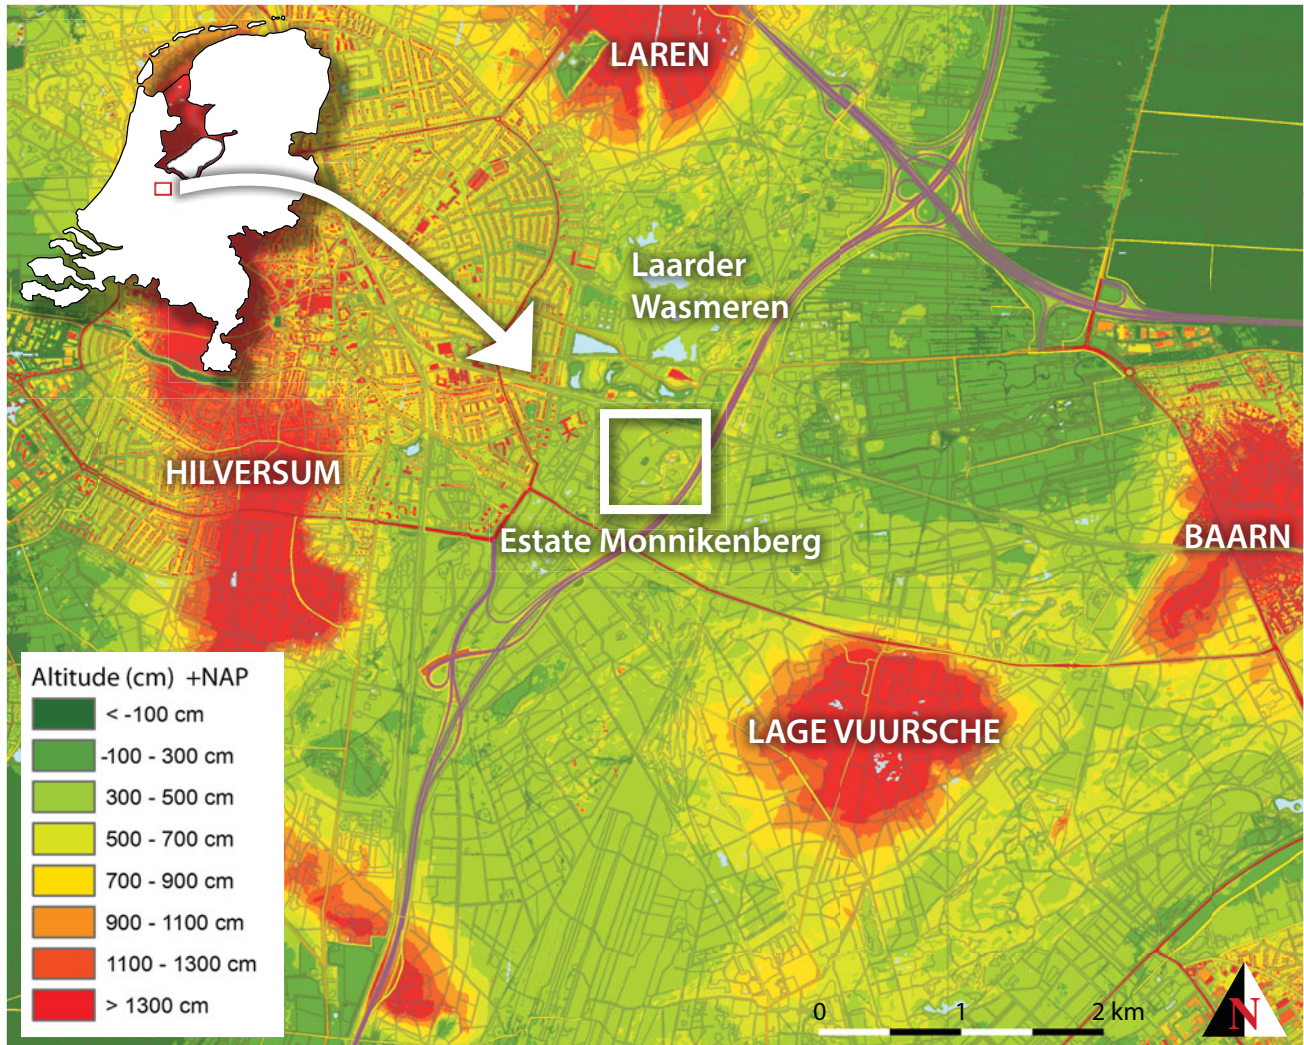 LAREN
Laarder
Wasmeren
HILVERSUM
Estate Monnikenberg
BAARN
LAGE VUURSCHE
Altitude (cm) +NAP
< -100 cm
-100 - 300 cm
300 - 500 cm
500 - 700 cm
700 - 900 cm
900 - 1100 cm
1100 - 1300 cm
> 1300 cm
0 1 2 km
N